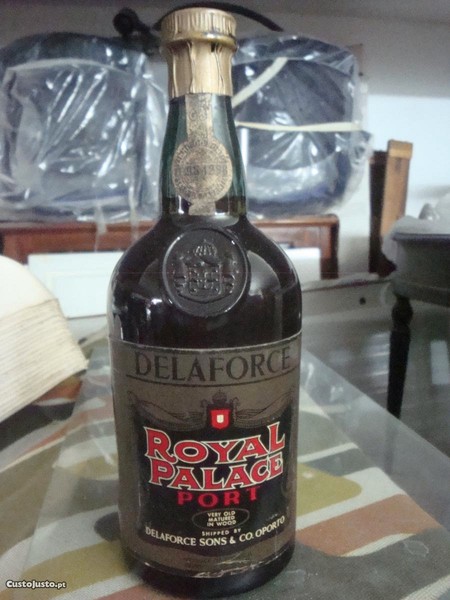 DELAFORCE
ROYAL
PALACE
PORT
VERY OLD
MATURED
IN WOOD
SHIPPED BY
DELAFORCE SONS & CO. OPORTO
CustoJusto.pt